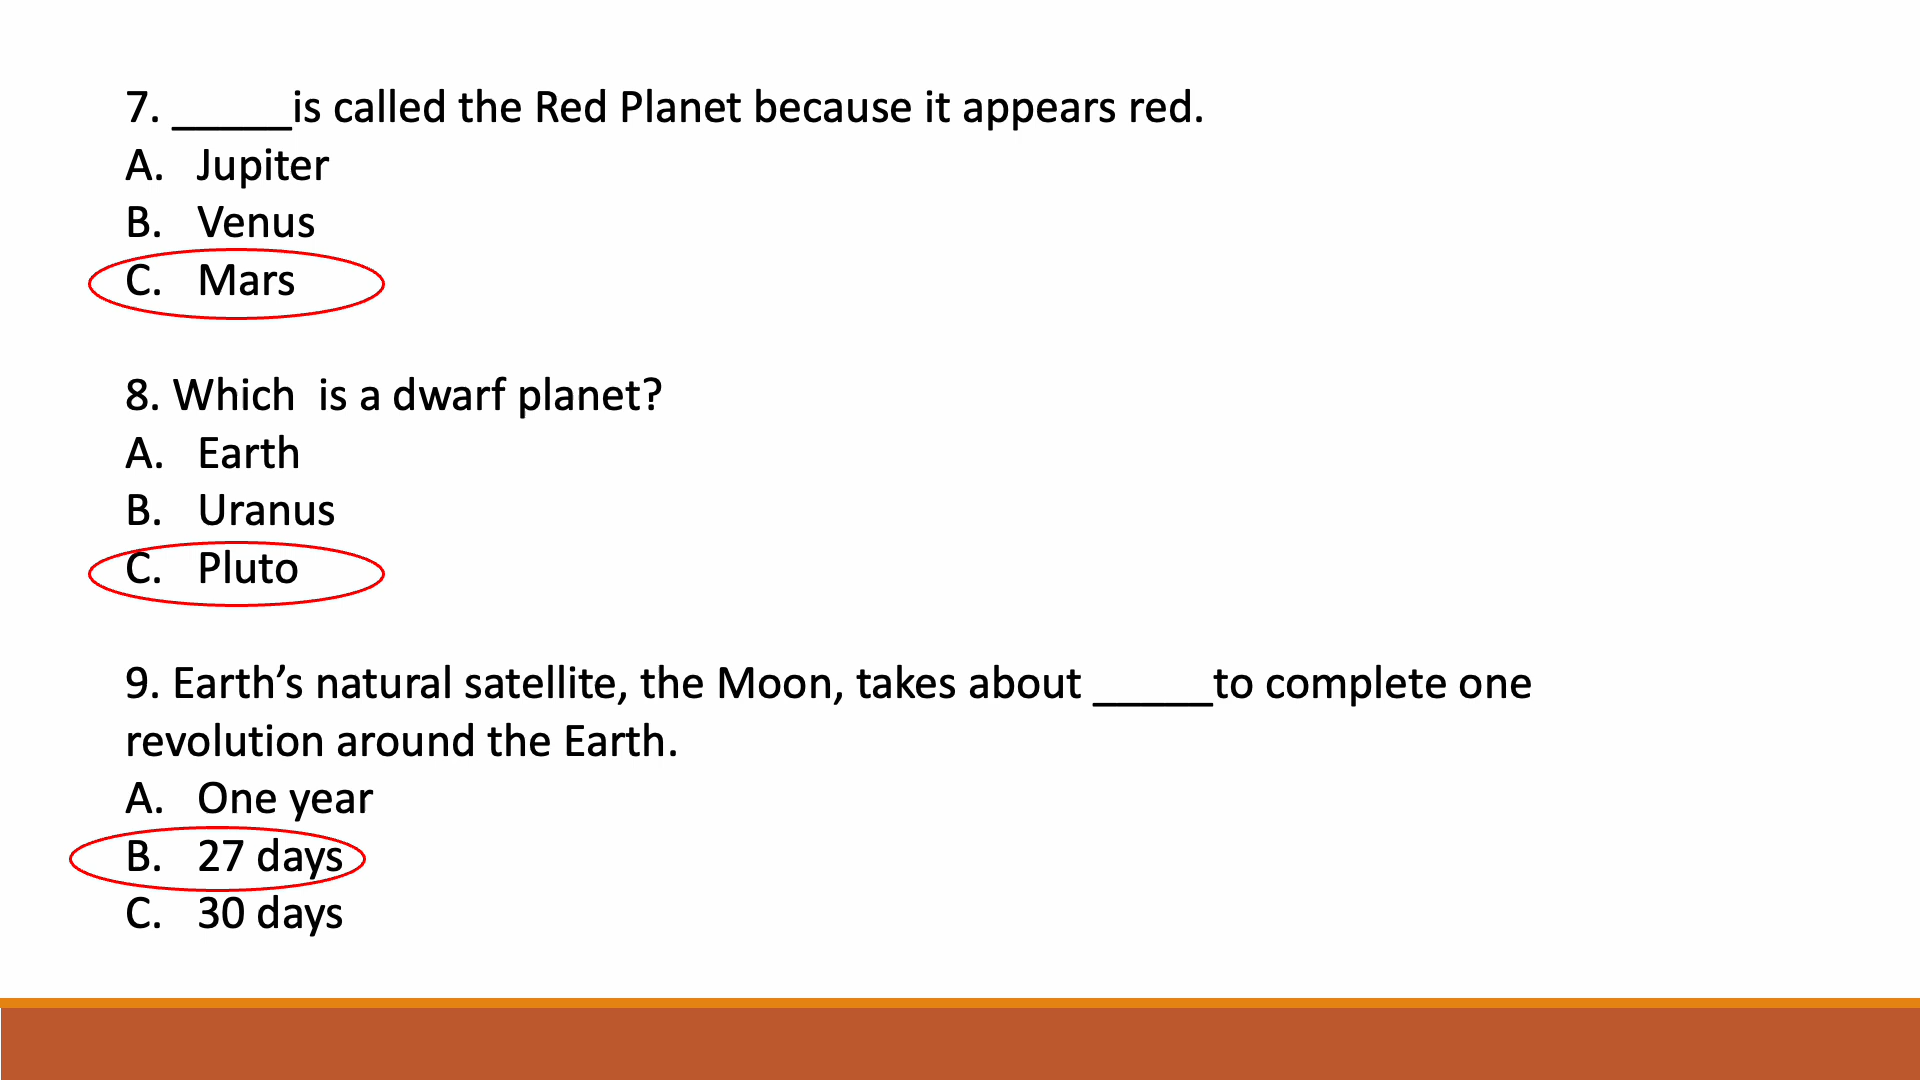 7. _____is called the Red Planet because it appears red.
A. Jupiter
B. Venus
C. Mars
8. Which  is a dwarf planet?
A. Earth
B. Uranus
C. Pluto
9. Earth’s natural satellite, the Moon, takes about _____to complete one
revolution around the Earth.
A. One year
B. 27 days
C. 30 days